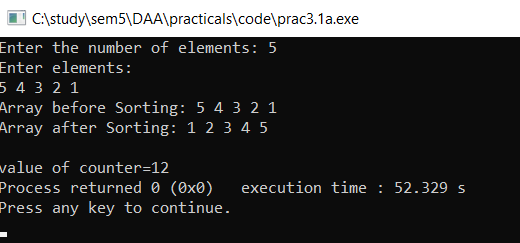 C:\study\sem5\DAA\practicals\code\prac3.1a.exe
Enter the number of elements: 5
Enter elements:
5 4 3 2 1
Array before Sorting: 5 4 3 2 1
Array after Sorting: 1 2 3 4 5
value of counter=12
Process returned 0 (0x0)   execution time : 52.329 s
Press any key to continue.